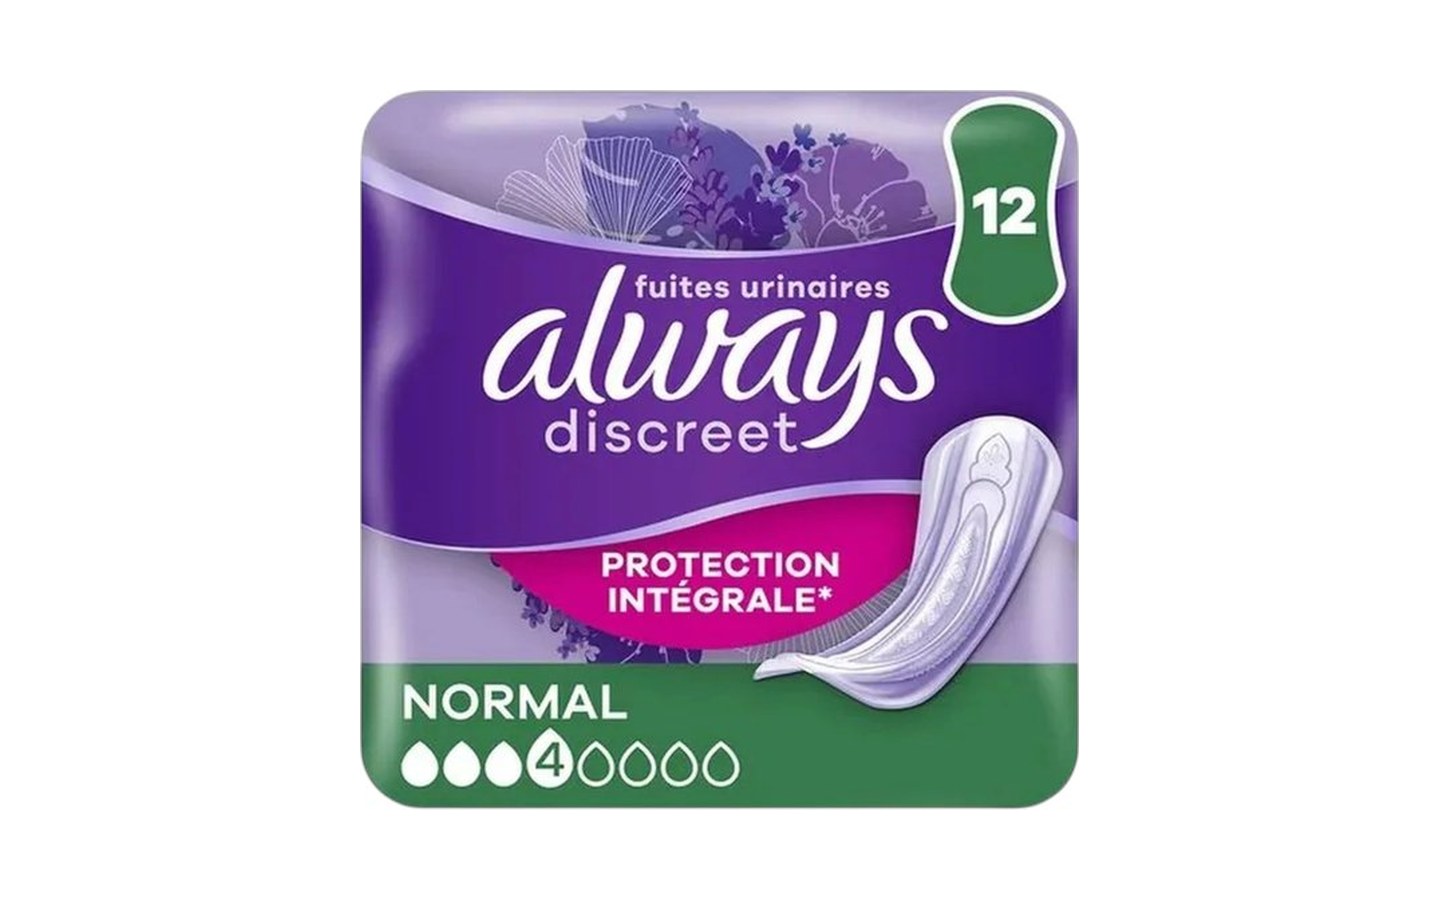 12
fuites urinaires
always
discreet
PROTECTION
INTÉGRALE*
NORMAL
4